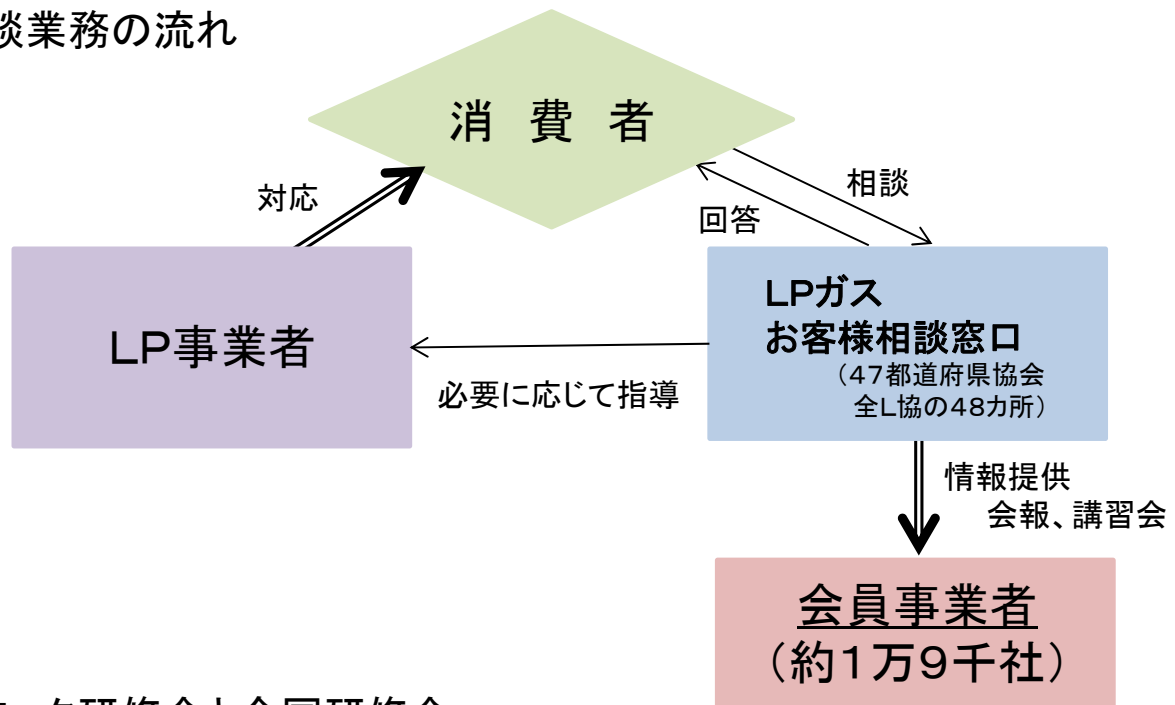 談業務の流れ
消 費 者
対応
相談
回答
LPガス
お客様相談窓口
(47都道府県協会
全L協の48カ所)
LP事業者
必要に応じて指導
情報提供
会報、講習会
会員事業者
(約1万9千社)